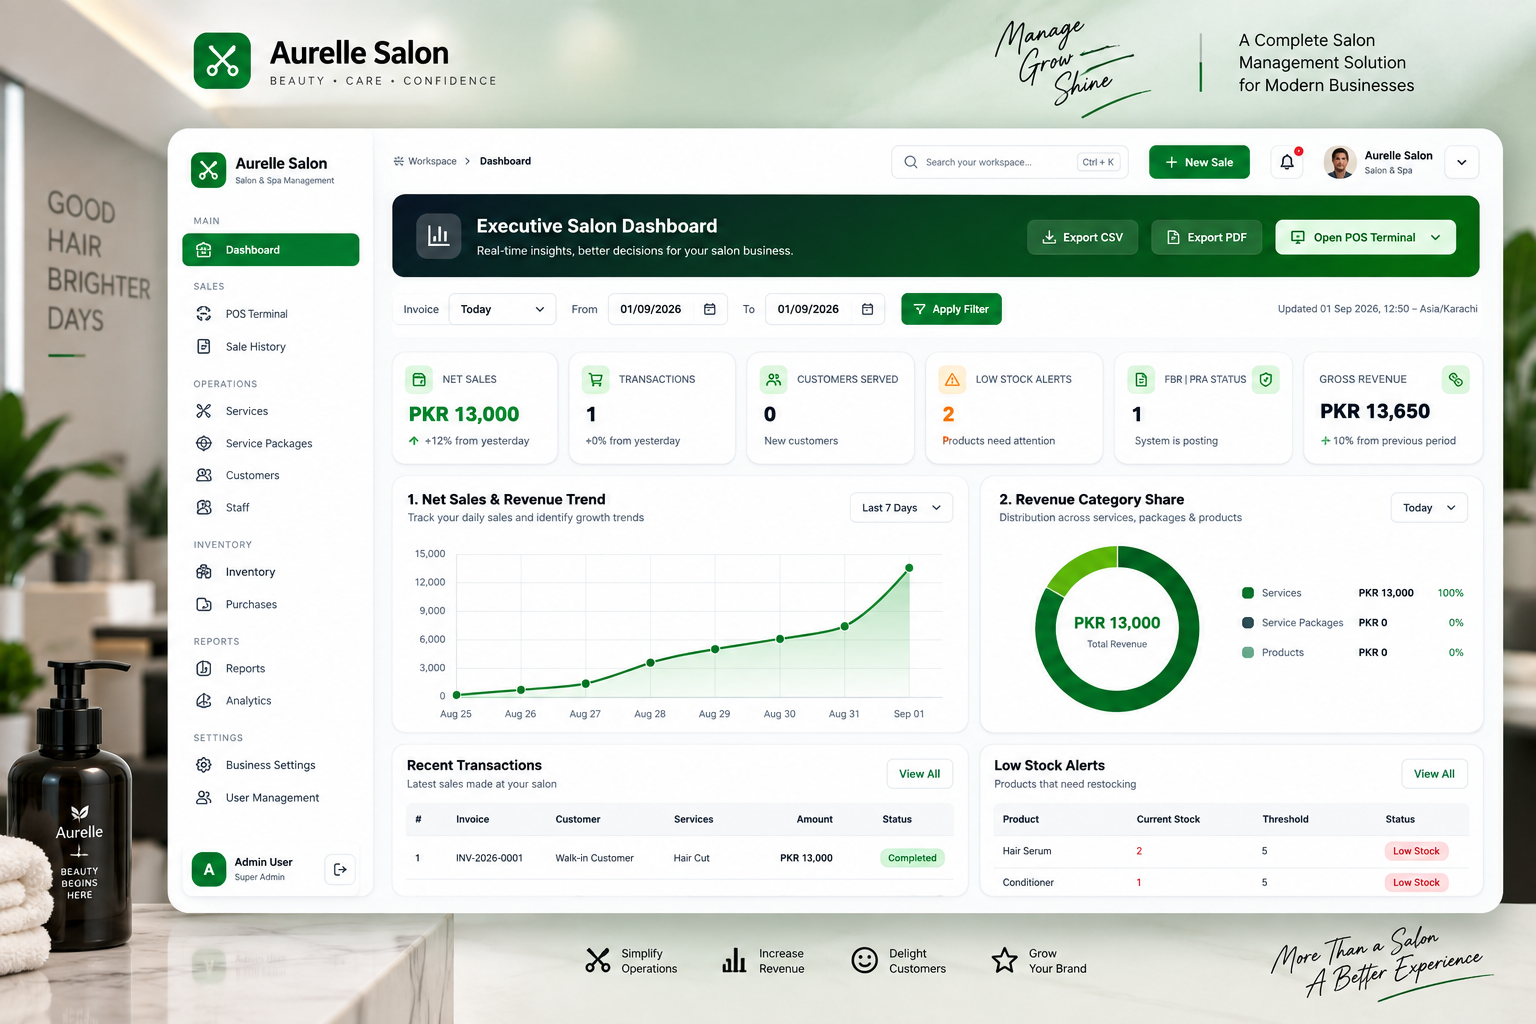 Aurelle Salon
BEAUTY • CARE • CONFIDENCE
Manage
Grow
Shine
A Complete Salon
Management Solution
for Modern Businesses
GOOD
HAIR
BRIGHTER
DAYS
Aurelle Salon
Salon & Spa Management
MAIN
Dashboard
SALES
POS Terminal
Sale History
OPERATIONS
Services
Service Packages
Customers
Staff
INVENTORY
Inventory
Purchases
REPORTS
Reports
Analytics
SETTINGS
Business Settings
User Management
A
Admin User
Super Admin
Workspace > Dashboard
Search your workspace...
Ctrl + K
+ New Sale
Aurelle Salon
Salon & Spa
Executive Salon Dashboard
Real-time insights, better decisions for your salon business.
Export CSV
Export PDF
Open POS Terminal
Invoice Today From 01/09/2026 To 01/09/2026 Apply Filter
Updated 01 Sep 2026, 12:50 – Asia/Karachi
NET SALES
PKR 13,000
+12% from yesterday
TRANSACTIONS
1
+0% from yesterday
CUSTOMERS SERVED
0
New customers
LOW STOCK ALERTS
2
Products need attention
FBR | PRA STATUS
1
System is posting
GROSS REVENUE
PKR 13,650
+ 10% from previous period
1. Net Sales & Revenue Trend
Track your daily sales and identify growth trends
Last 7 Days
15,000
12,000
9,000
6,000
3,000
0
Aug 25 Aug 26 Aug 27 Aug 28 Aug 29 Aug 30 Aug 31 Sep 01
2. Revenue Category Share
Distribution across services, packages & products
Today
PKR 13,000
Total Revenue
Services PKR 13,000 100%
Service Packages PKR 0 0%
Products PKR 0 0%
Recent Transactions
Latest sales made at your salon
View All
# Invoice Customer Services Amount Status
1 INV-2026-0001 Walk-in Customer Hair Cut PKR 13,000 Completed
Low Stock Alerts
Products that need restocking
View All
Product Current Stock Threshold Status
Hair Serum 2 5 Low Stock
Conditioner 1 5 Low Stock
Aurelle
BEAUTY
BEGINS
HERE
Simplify
Operations
Increase
Revenue
Delight
Customers
Grow
Your Brand
More Than a Salon
A Better Experience